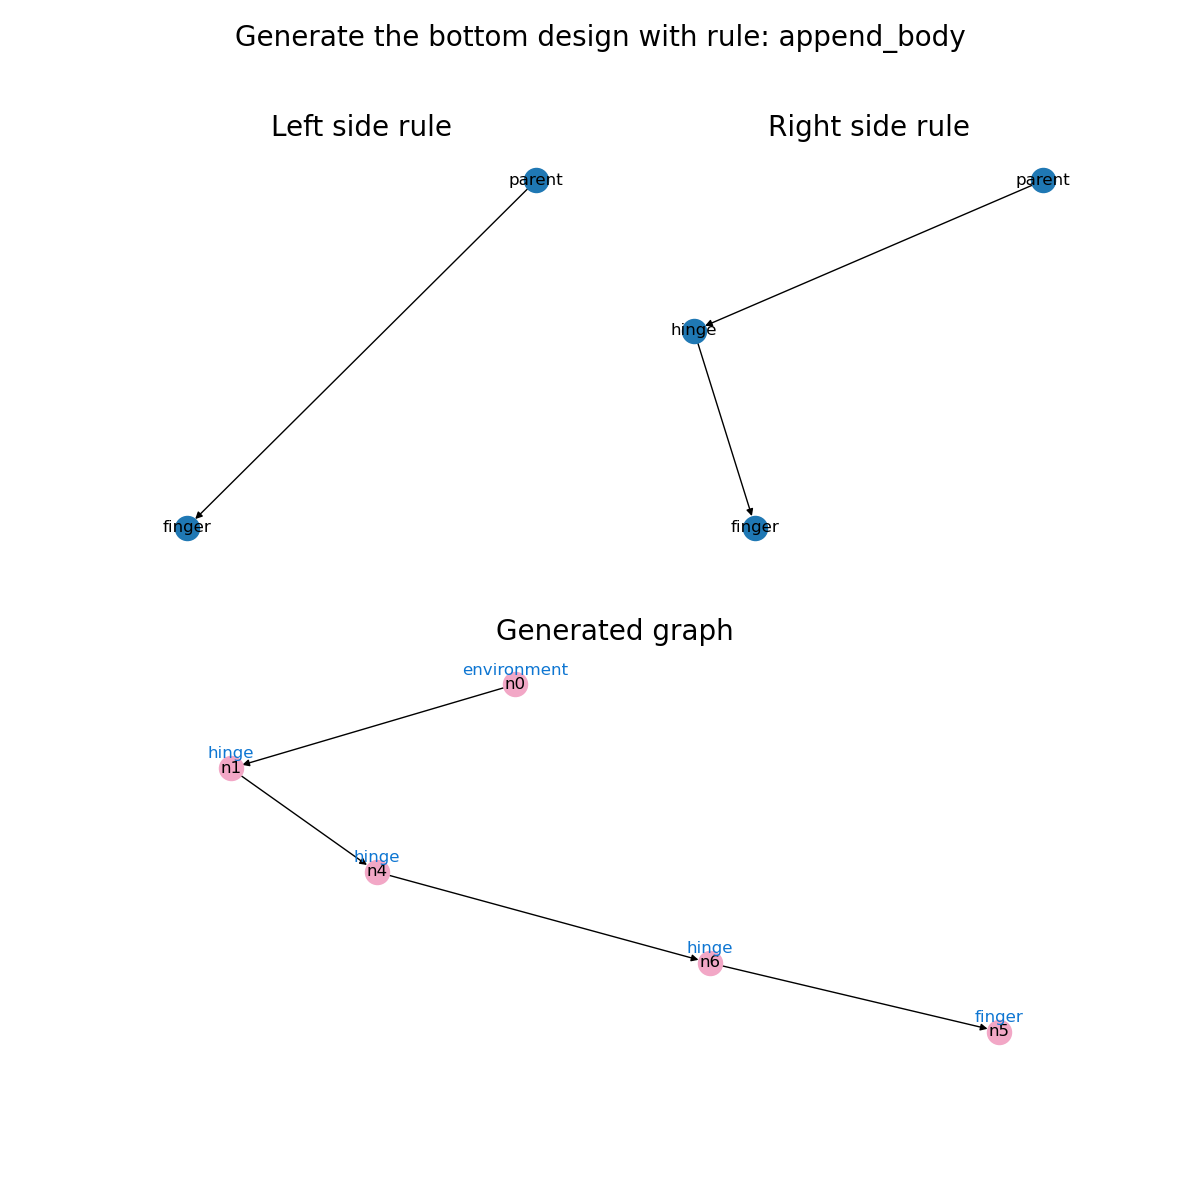 Generate the bottom design with rule: append_body
Left side rule
Right side rule
parent
parent
hinge
finger
finger
Generated graph
environment
n0
hinge
n1
hinge
n4
hinge
n6
finger
n5